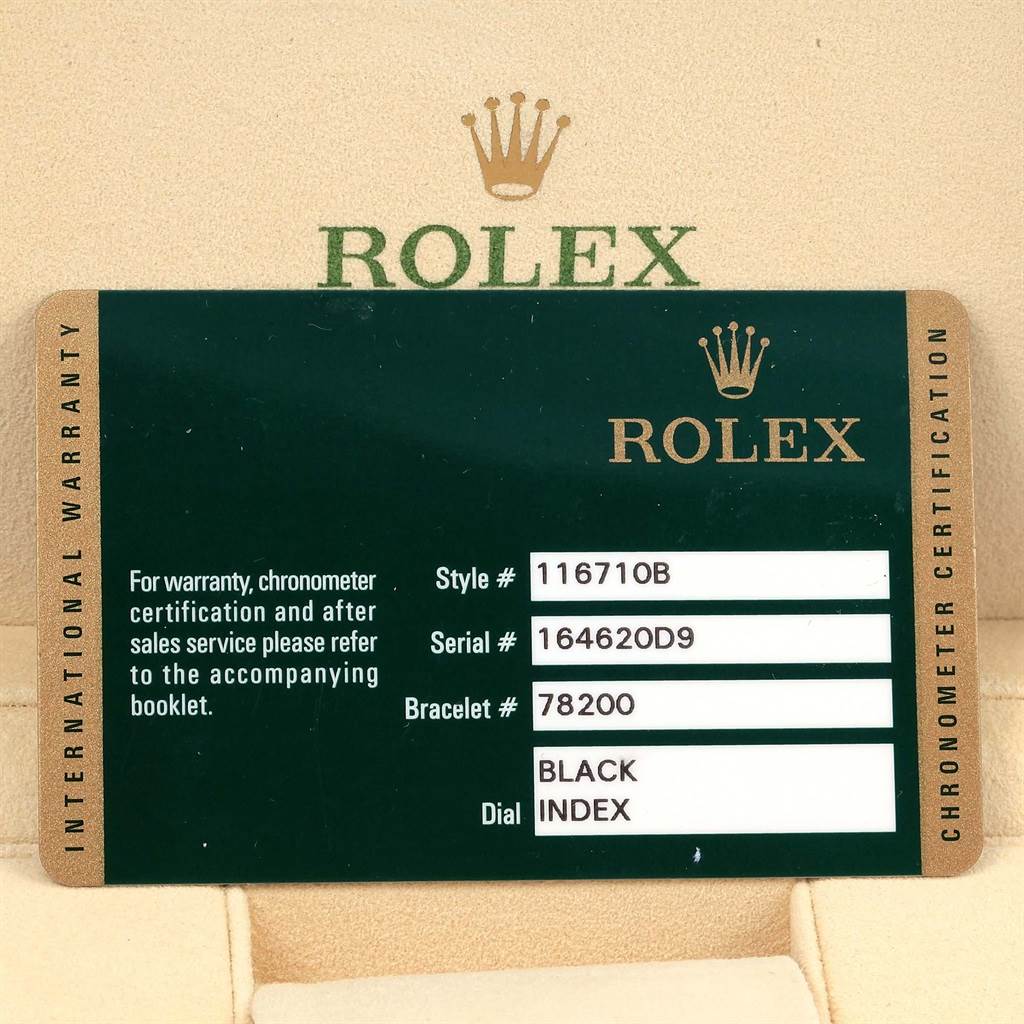 ROLEX
ROLEX
INTERNATIONAL WARRANTY
CHRONOMETER CERTIFICATION
For warranty, chronometer
certification and after
sales service please refer
to the accompanying
booklet.
Style # 116710B
Serial # 164620D9
Bracelet # 78200
BLACK
Dial INDEX